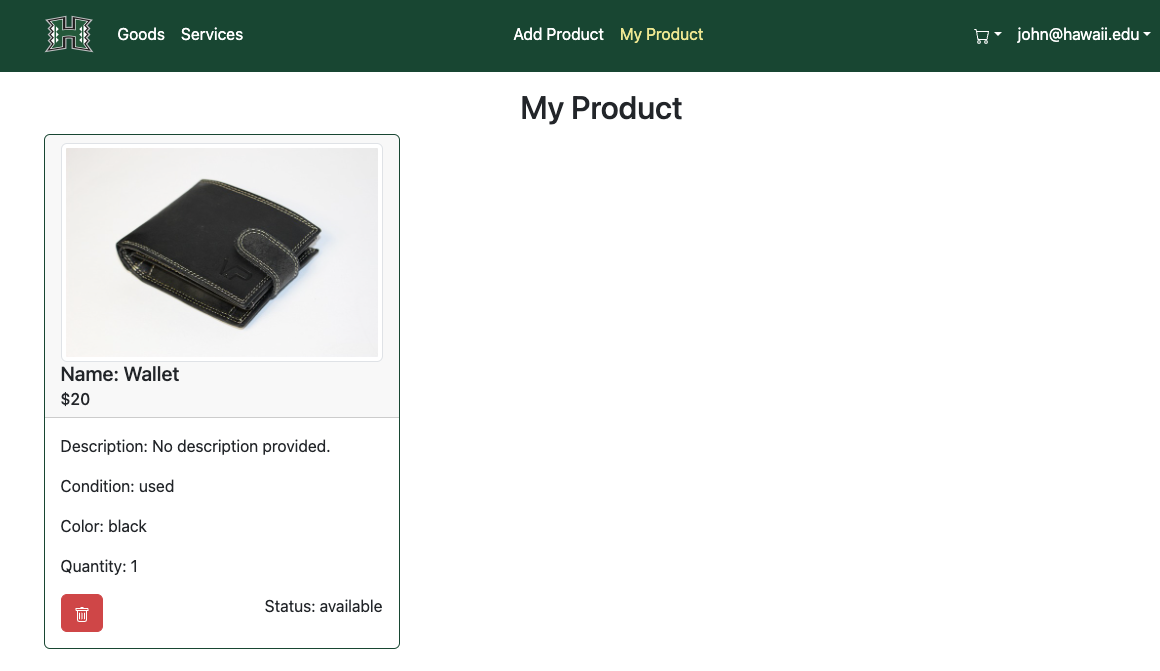 H
Goods Services Add Product My Product john@hawaii.edu
My Product
VP
Name: Wallet
$20
Description: No description provided.
Condition: used
Color: black
Quantity: 1
Status: available